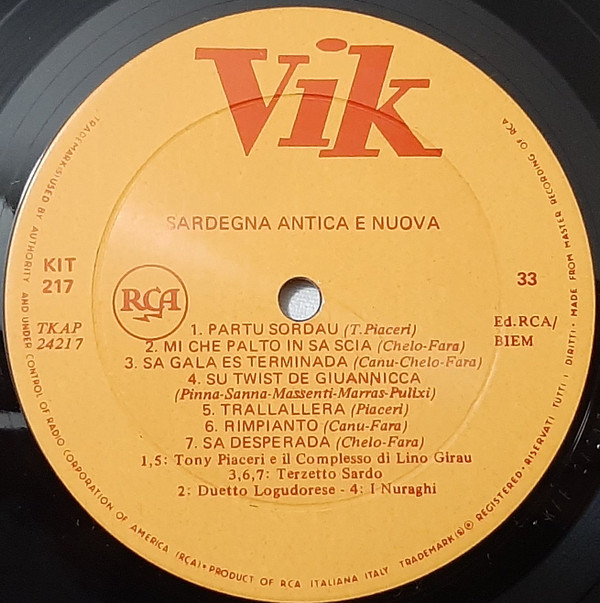 Vik
SARDEGNA ANTICA E NUOVA
KIT
217
33
RCA
TKAP
24217
Ed.RCA/
BIEM
1. PARTU SORDAU (T.Piaceri)
2. MI CHE PALTO IN SA SCIA (Chelo-Fara)
3. SA GALA ES TERMINADA (Canu-Chelo-Fara)
4. SU TWIST DE GIUANNICCA
(Pinna-Sanna-Massenti-Marras-Pulixi)
5. TRALLALLERA (Piaceri)
6. RIMPIANTO (Canu-Fara)
7. SA DESPERADA (Chelo-Fara)
1,5: Tony Piaceri e il Complesso di Lino Girau
3,6,7: Terzetto Sardo
2: Duetto Logudorese - 4: I Nuraghi
TRADEMARK(S) USED BY AUTHORITY AND UNDER CONTROL OF RADIO CORPORATION OF AMERICA (RCA) • PRODUCT OF RCA ITALIANA ITALY TRADEMARK(S) ® REGISTERED • RISERVATI TUTTI I DIRITTI • MADE FROM MASTER RECORDING OF RCA